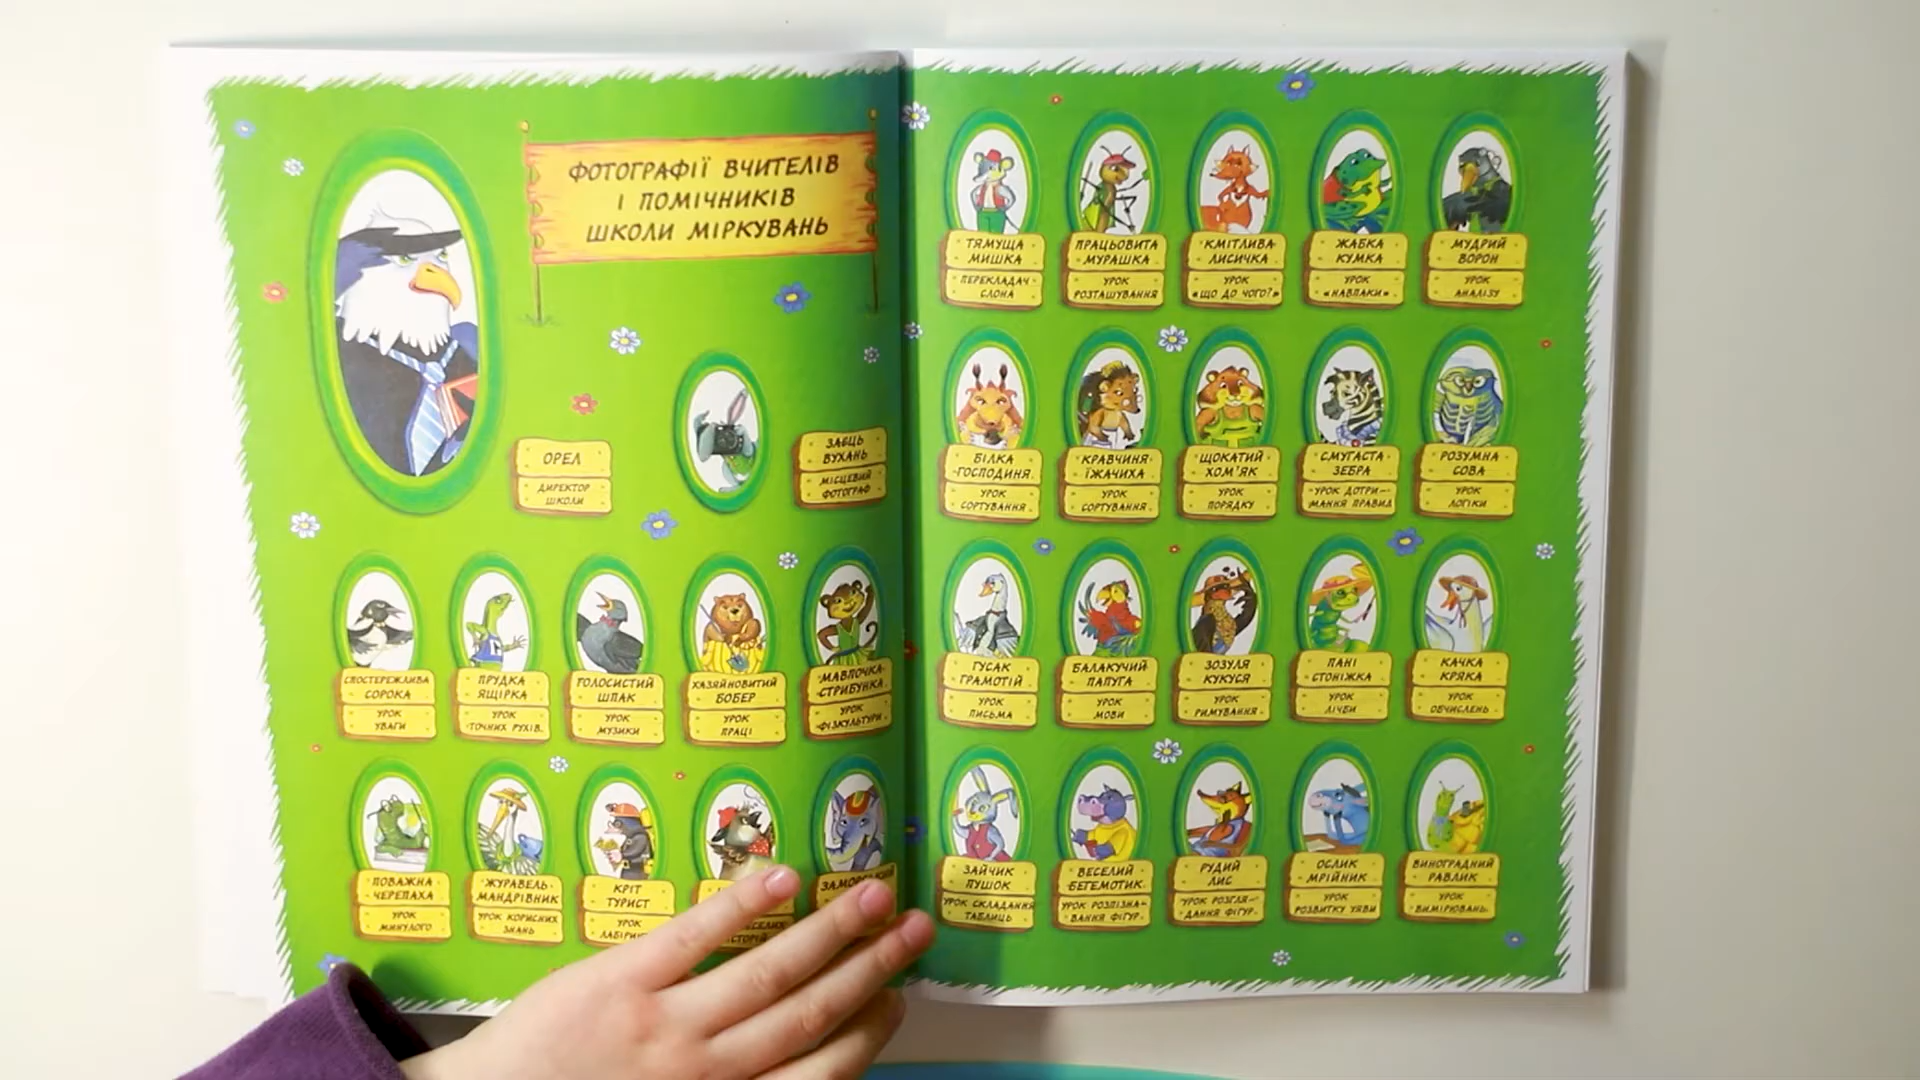 ФОТОГРАФІЇ ВЧИТЕЛІВ
І ПОМІЧНИКІВ
ШКОЛИ МІРКУВАНЬ
ОРЕЛ
ДИРЕКТОР
ШКОЛИ
ЗАЄЦЬ
ВУХАНЬ
МІСЦЕВИЙ
ФОТОГРАФ
СПОСТЕРЕЖЛИВА
СОРОКА
УРОК
УВАГИ
ПРУДКА
ЯЩІРКА
УРОК
ТОЧНИХ РУХІВ
ГОЛОСИСТИЙ
ШПАК
УРОК
МУЗИКИ
ХАЗЯЙНОВИТИЙ
БОБЕР
УРОК
ПРАЦІ
МАВПОЧКА-
СТРИБУНКА
УРОК
ФІЗКУЛЬТУРИ
ПОВАЖНА
ЧЕРЕПАХА
УРОК
МИНУЛОГО
ЖУРАВЕЛЬ-
МАНДРІВНИК
УРОК КОРИСНИХ
ЗНАНЬ
КРІТ
ТУРИСТ
УРОК
ТЯМУЩА
МИШКА
ПЕРЕКЛАДАЧ
СЛОНА
ПРАЦЬОВИТА
МУРАШКА
УРОК
РОЗТАШУВАННЯ
КМІТЛИВА
ЛИСИЧКА
УРОК
«ЩО ДО ЧОГО?»
ЖАБКА
КУМКА
УРОК
«НАВПАКИ»
МУДРИЙ
ВОРОН
УРОК
АНАЛІЗУ
БІЛКА
ГОСПОДИНЯ
УРОК
СОРТУВАННЯ
КРАВЧИНЯ
ЇЖАЧИХА
УРОК
СОРТУВАННЯ
ЩОКАТИЙ
ХОМ'ЯК
УРОК
ПОРЯДКУ
СМУГАСТА
ЗЕБРА
УРОК ДОТРИ-
МАННЯ ПРАВИЛ
РОЗУМНА
СОВА
УРОК
ЛОГІКИ
ГУСАК
ГРАМОТІЙ
УРОК
ПИСЬМА
БАЛАКУЧИЙ
ПАПУГА
УРОК
МОВИ
ЗОЗУЛЯ
КУКУСЯ
УРОК
РИМУВАННЯ
ПАНІ
СТОНІЖКА
УРОК
ЛІЧБИ
КАЧКА
КРЯКА
УРОК
ОБЧИСЛЕНЬ
ЗАЙЧИК
ПУШОК
УРОК СКЛАДАННЯ
ТАБЛИЦЬ
ВЕСЕЛИЙ
БЕГЕМОТИК
УРОК РОЗПІЗНА-
ВАННЯ ФІГУР
РУДИЙ
ЛИС
УРОК РОЗГЛЯ-
ДАННЯ ФІГУР
ОСЛИК
МРІЙНИК
УРОК
РОЗВИТКУ УЯВИ
ВИНОГРАДНИЙ
РАВЛИК
УРОК
ВИМІРЮВАНЬ